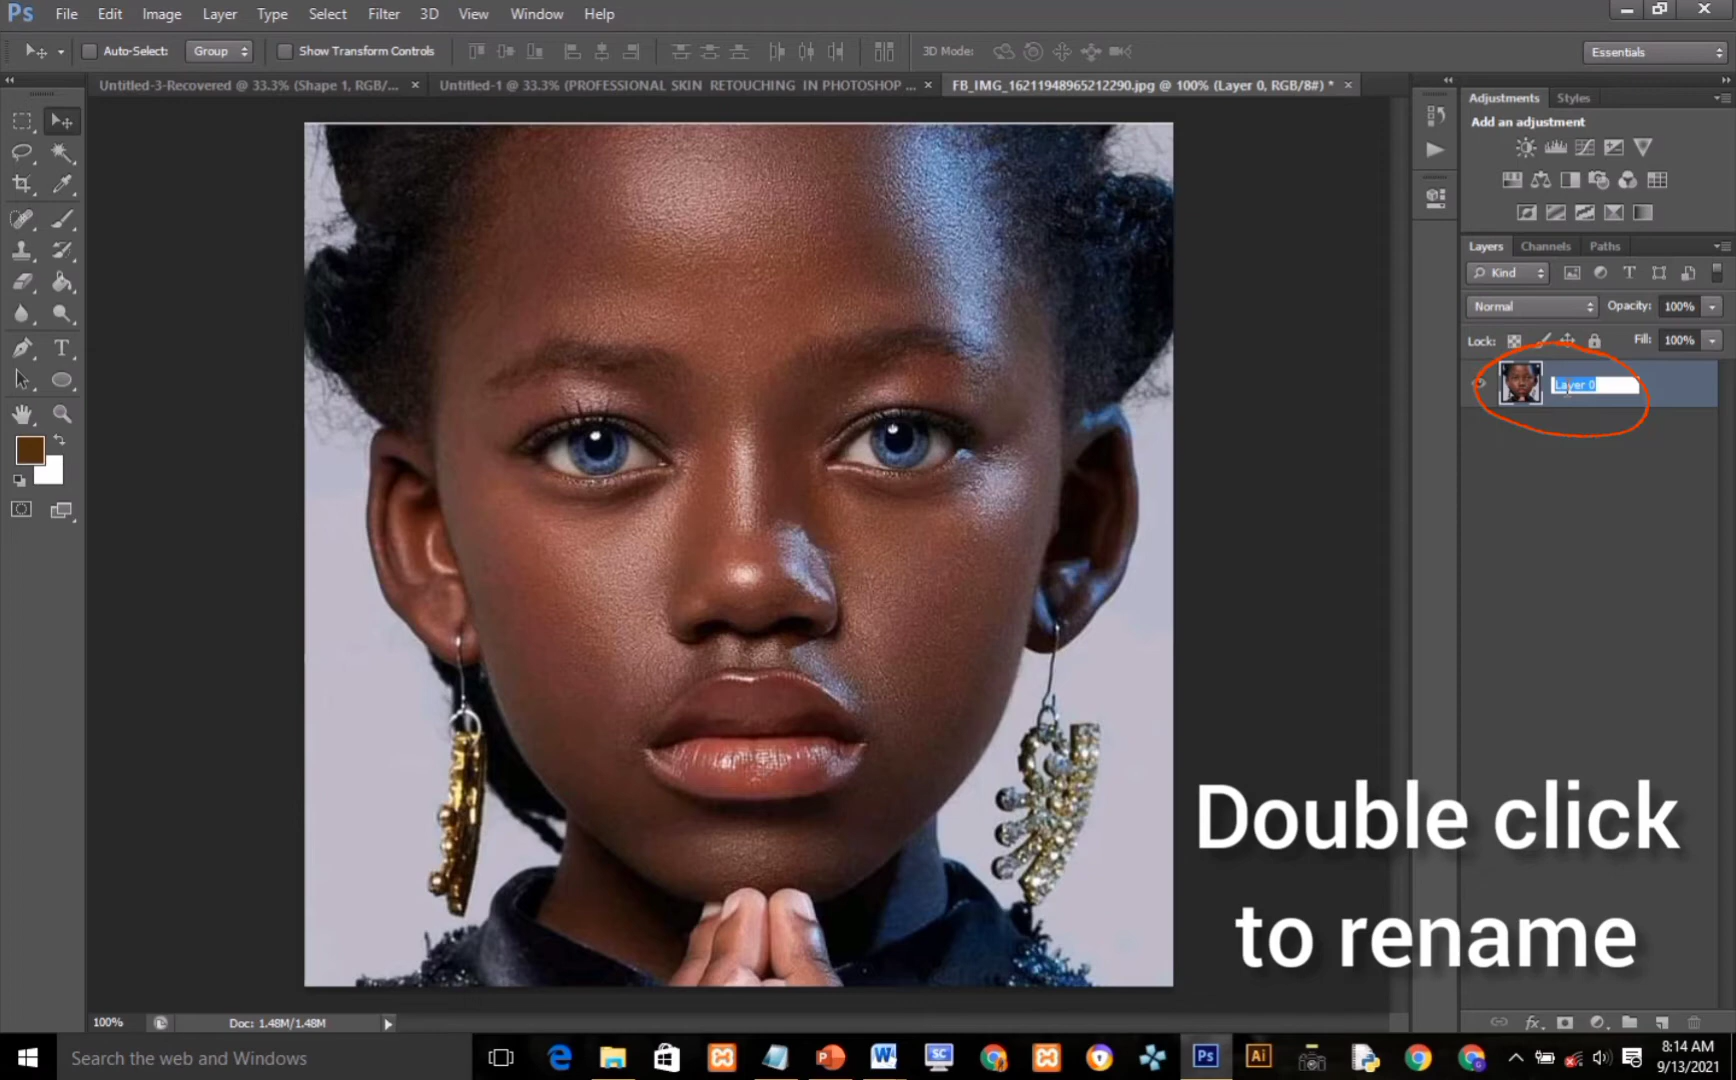 Ps File Edit Image Layer Type Select Filter 3D View Window Help
Auto-Select: Group Show Transform Controls 3D Mode: Essentials
Untitled-3-Recovered @ 33.3% (Shape 1, RGB/... × Untitled-1 @ 33.3% (PROFESSIONAL SKIN RETOUCHING IN PHOTOSHOP ... × FB_IMG_16211948965212290.jpg @ 100% (Layer 0, RGB/8#) * ×
Adjustments Styles
Add an adjustment
Layers Channels Paths
Kind
Normal Opacity: 100%
Lock: Fill: 100%
Layer 0
Double click
to rename
100% Doc: 1.48M/1.48M
Search the web and Windows
SC
Ps
Ai
8:14 AM
9/13/2021